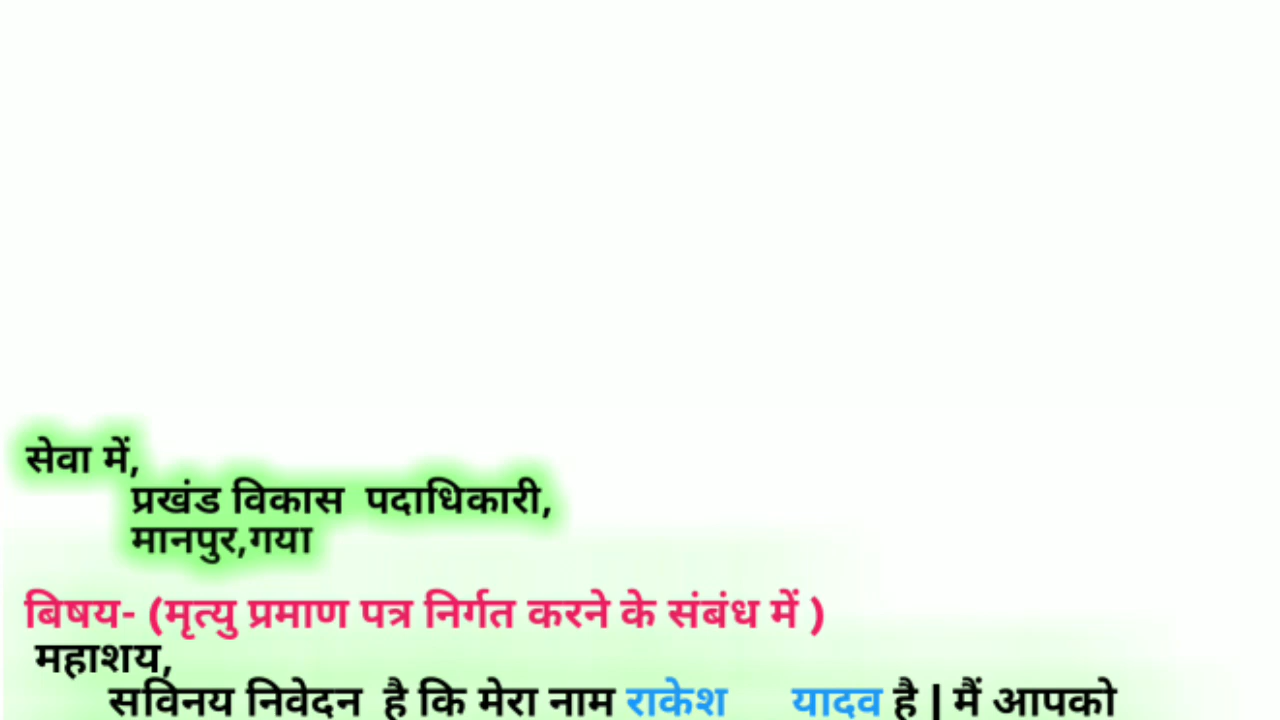 सेवा में,
प्रखंड विकास पदाधिकारी,
मानपुर,गया
बिषय- (मृत्यु प्रमाण पत्र निर्गत करने के संबंध में )
महाशय,
सविनय निवेदन है कि मेरा नाम राकेश यादव है | मैं आपको